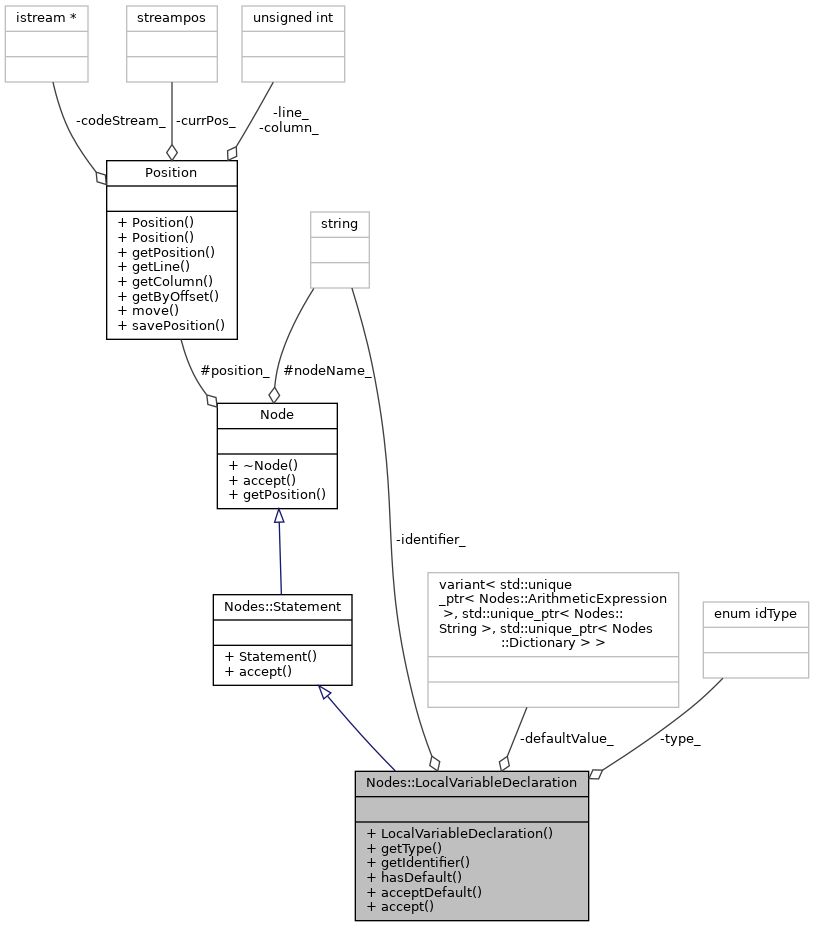 istream *
streampos
unsigned int
-codeStream_
-currPos_
-line_
-column_
Position
+ Position()
+ Position()
+ getPosition()
+ getLine()
+ getColumn()
+ getByOffset()
+ move()
+ savePosition()
string
#position_
#nodeName_
Node
+ ~Node()
+ accept()
+ getPosition()
-identifier_
Nodes::Statement
+ Statement()
+ accept()
variant< std::unique
_ptr< Nodes::ArithmeticExpression
>, std::unique_ptr< Nodes::
String >, std::unique_ptr< Nodes
::Dictionary > >
enum idType
-defaultValue_
-type_
Nodes::LocalVariableDeclaration
+ LocalVariableDeclaration()
+ getType()
+ getIdentifier()
+ hasDefault()
+ acceptDefault()
+ accept()